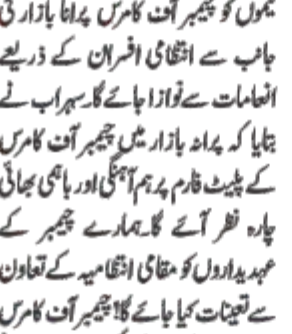 ٹیموں کو چیمبر آف کامرس پرانا بازار کی
جانب سے انتظامی افسران کے ذریعے
انعامات سے نوازا جائے گا۔سہراب نے
بتایا کہ پرانہ بازار میں چیمبر آف کامرس
کے پلیٹ فارم پر ہم آہنگی اور باہمی بھائی
چارہ نظر آئے گا۔ہمارے چیمبر کے
عہدیداروں کو مقامی انتظامیہ کے تعاون
سے تعینات کیا جائے گا؛ چیمبر آف کامرس